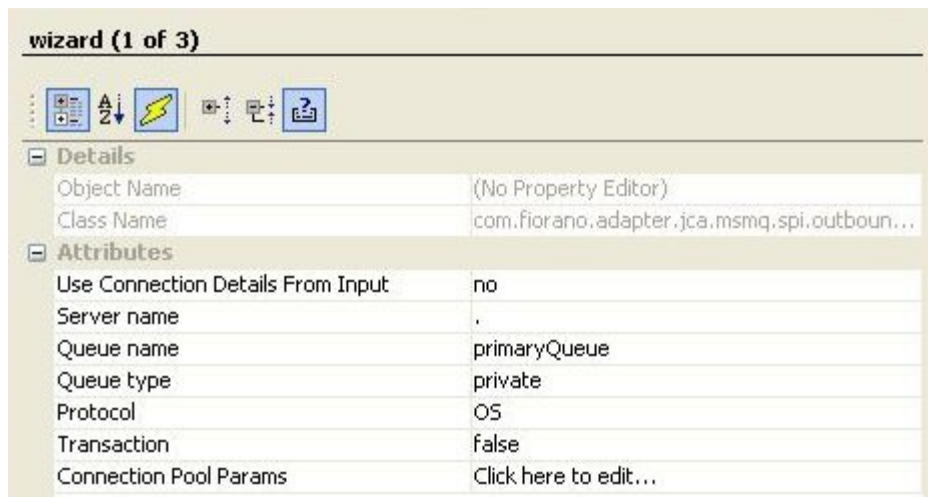 wizard (1 of 3)
Details
Object Name (No Property Editor)
Class Name com.fiorano.adapter.jca.msmq.spi.outboun...
Attributes
Use Connection Details From Input no
Server name .
Queue name primaryQueue
Queue type private
Protocol OS
Transaction false
Connection Pool Params Click here to edit...